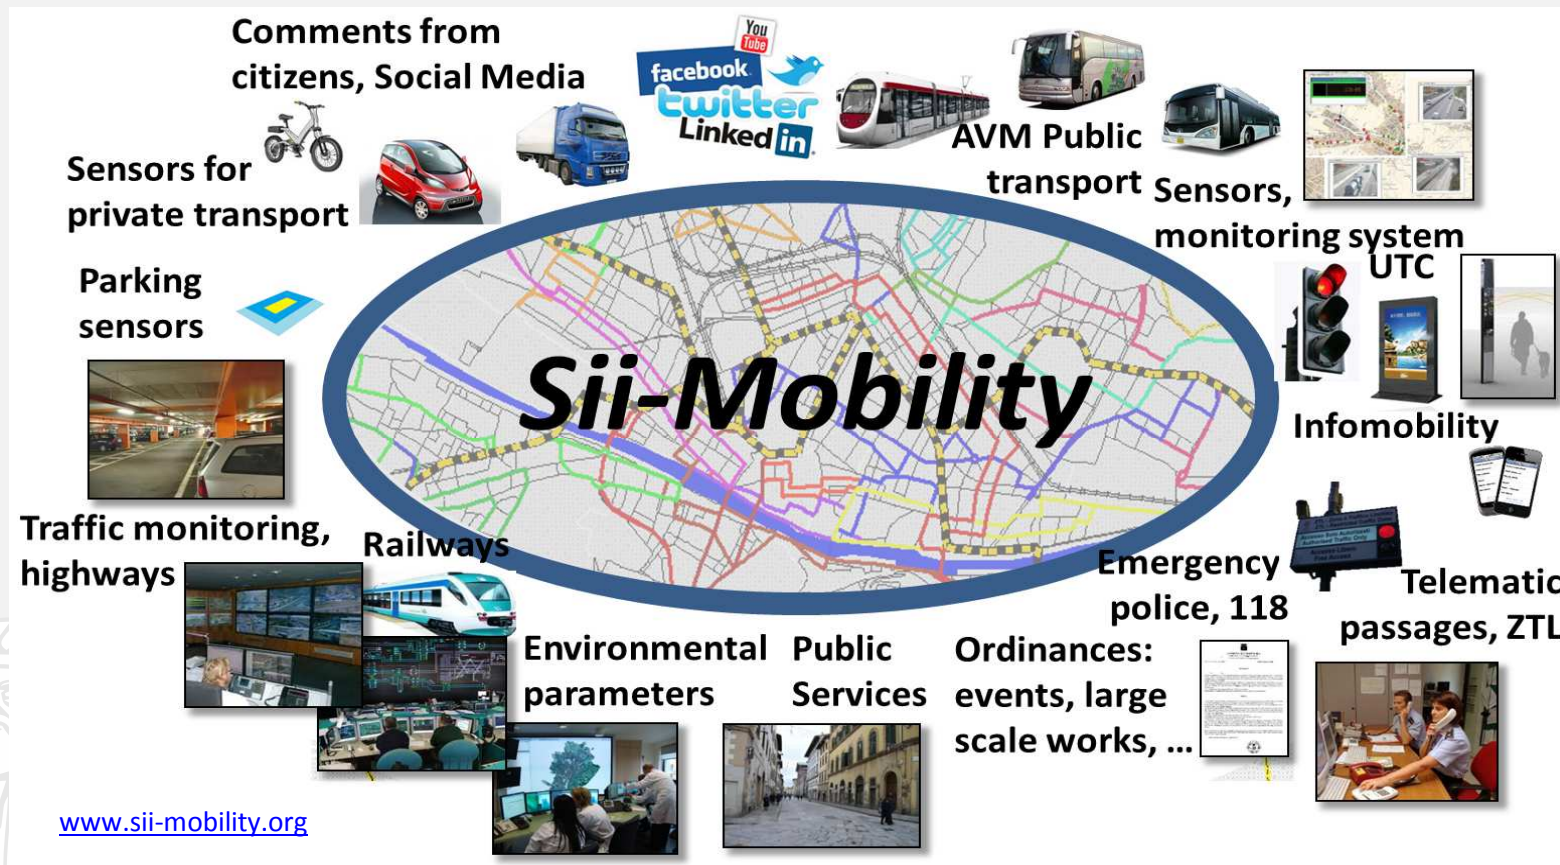 Comments from
citizens, Social Media
You
Tube
facebook
twitter
Linked in
AVM Public
transport
Sensors for
private transport
Sensors,
monitoring system
UTC
Parking
sensors
Sii-Mobility
Infomobility
Traffic monitoring,
highways
Railways
Emergency
police, 118
Telematic
passages, ZTL
Environmental
parameters
Public
Services
Ordinances:
events, large
scale works, ...
www.sii-mobility.org